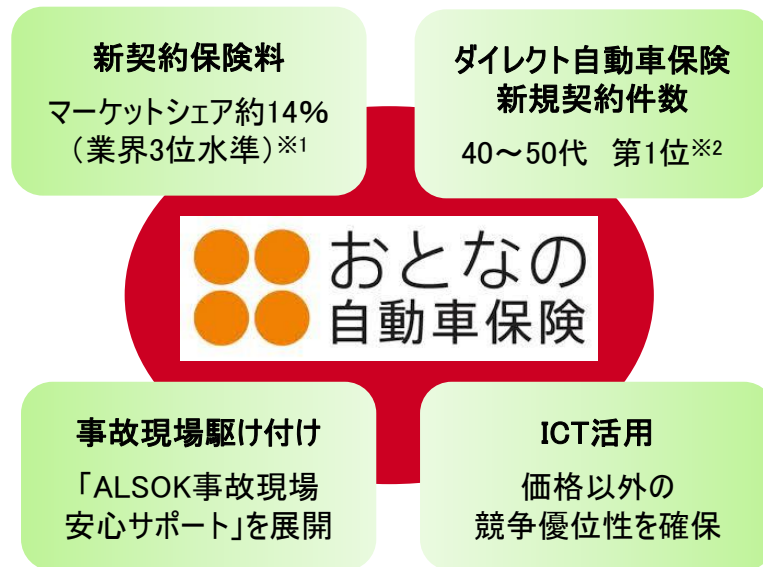 新契約保険料
マーケットシェア約14%
（業界3位水準）※1
ダイレクト自動車保険
新規契約件数
40～50代　第1位※2
おとなの
自動車保険
事故現場駆け付け
「ALSOK事故現場
安心サポート」を展開
ICT活用
価格以外の
競争優位性を確保